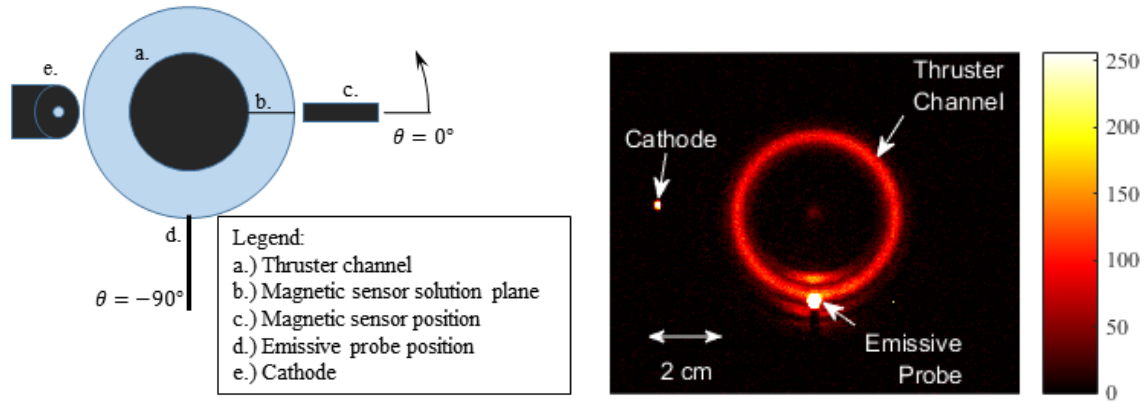 a.
e.
b.
c.
θ = 0°
d.
θ = −90°
Legend:
a.) Thruster channel
b.) Magnetic sensor solution plane
c.) Magnetic sensor position
d.) Emissive probe position
e.) Cathode
Thruster
Channel
Cathode
2 cm
Emissive
Probe
250
200
150
100
50
0